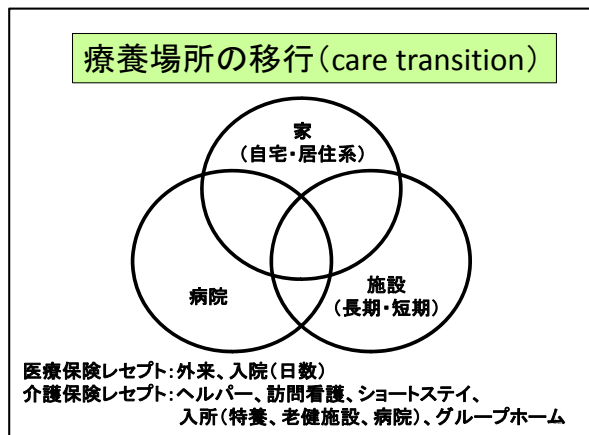 療養場所の移行(care transition)
家
(自宅・居住系)
病院
施設
(長期・短期)
医療保険レセプト:外来、入院(日数)
介護保険レセプト:ヘルパー、訪問看護、ショートステイ、
入所(特養、老健施設、病院)、グループホーム